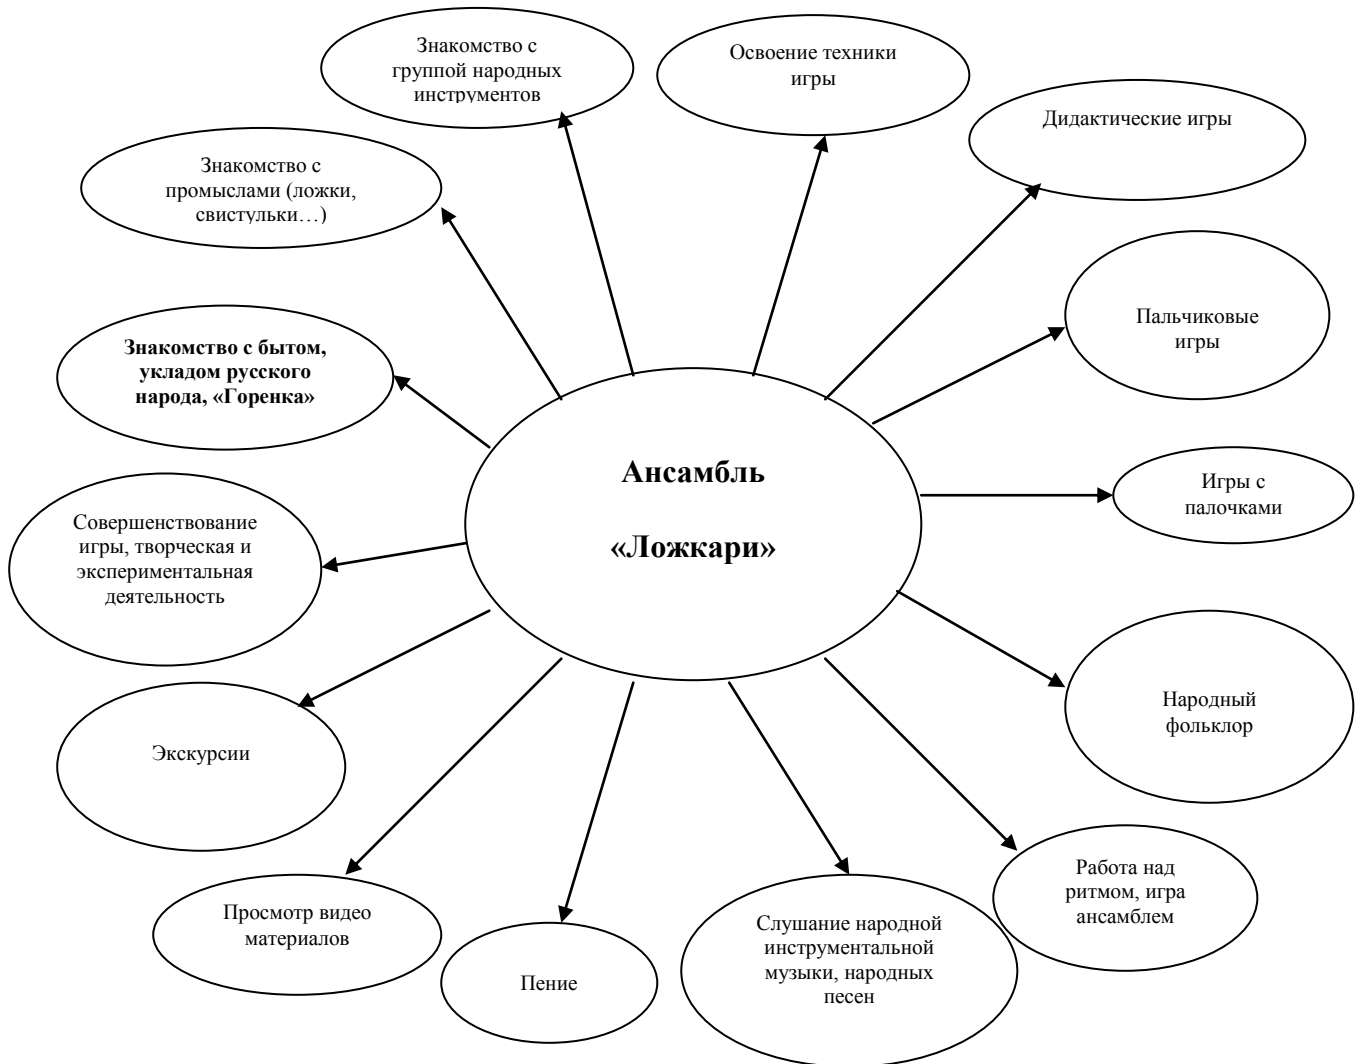 Знакомство с
группой народных
инструментов
Освоение техники
игры
Дидактические игры
Знакомство с
промыслами (ложки,
свистульки…)
Пальчиковые
игры
Знакомство с бытом,
укладом русского
народа, «Горенка»
Ансамбль
«Ложкари»
Игры с
палочками
Совершенствование
игры, творческая и
экспериментальная
деятельность
Народный
фольклор
Экскурсии
Работа над
ритмом, игра
ансамблем
Просмотр видео
материалов
Пение
Слушание народной
инструментальной
музыки, народных
песен